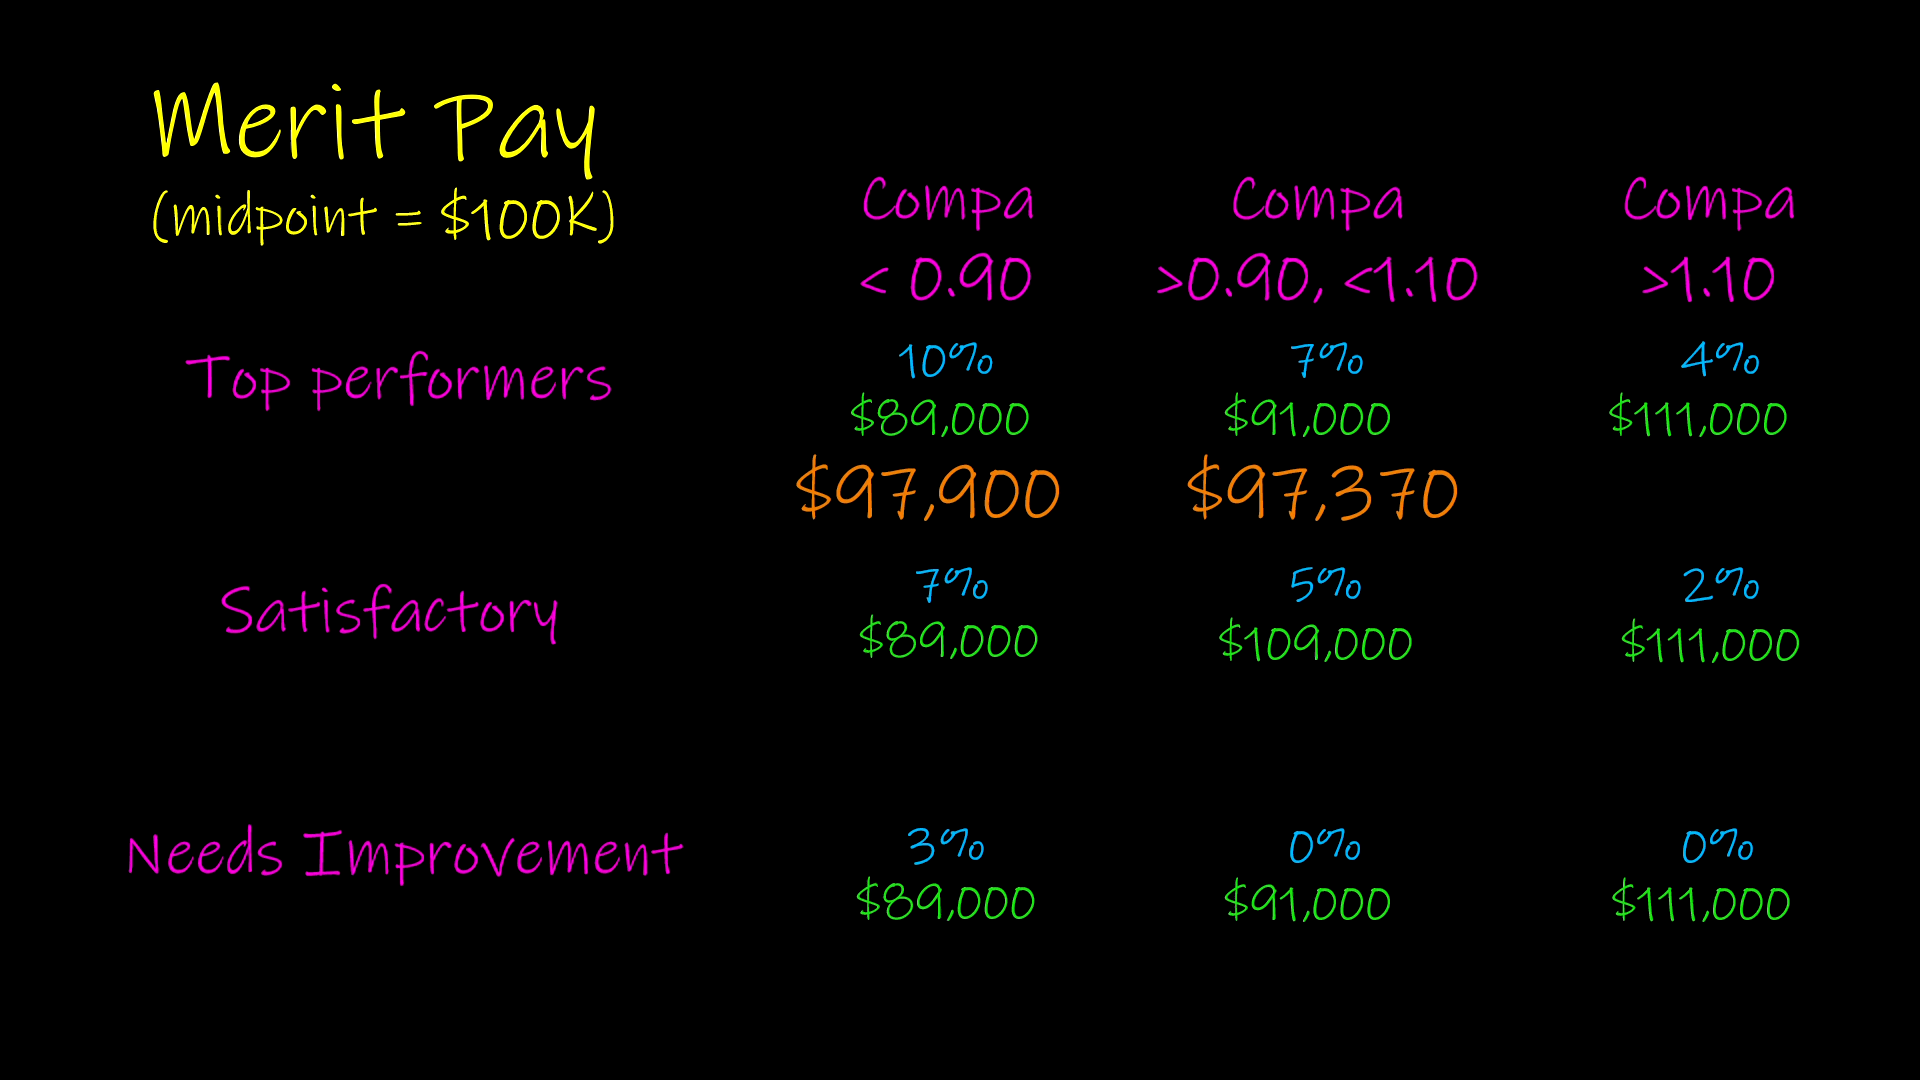 Merit Pay
(midpoint = $100K)
Compa Compa Compa
< 0.90 >0.90, <1.10 >1.10
Top performers 10% 7% 4%
$89,000 $91,000 $111,000
$97,900 $97,370
Satisfactory 7% 5% 2%
$89,000 $109,000 $111,000
Needs Improvement 3% 0% 0%
$89,000 $91,000 $111,000